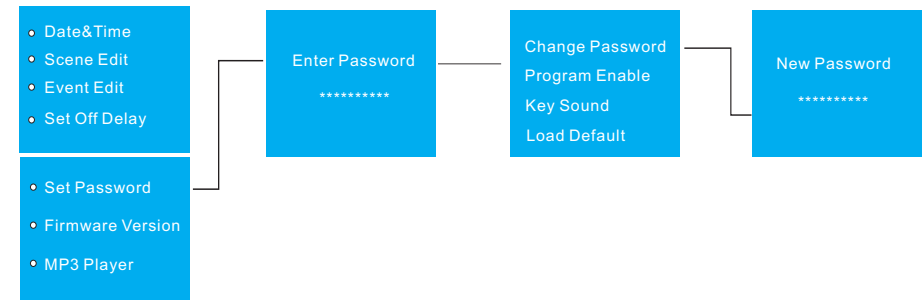 Date&Time
Scene Edit
Event Edit
Set Off Delay
Set Password
Firmware Version
MP3 Player
Enter Password
**********
Change Password
Program Enable
Key Sound
Load Default
New Password
**********